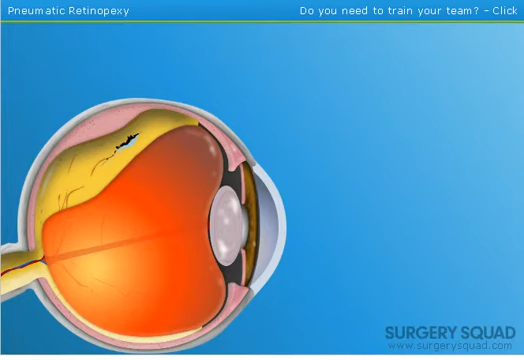 Pneumatic Retinopexy
Do you need to train your team? - Click
SURGERY SQUAD
www.surgerysquad.com